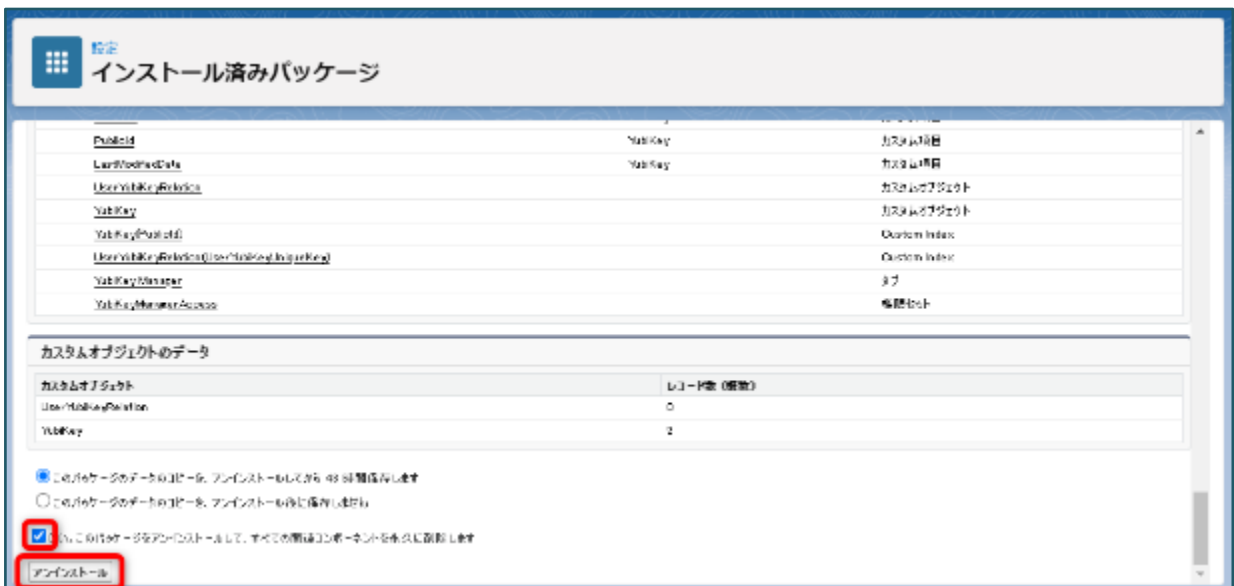 設定
インストール済みパッケージ
PublicId YubiKey カスタム項目
LastModifiedDate YubiKey カスタム項目
UserYubiKeyRelation カスタムオブジェクト
YubiKey カスタムオブジェクト
YubiKey(PublicId) Custom Index
UserYubiKeyRelation(UserYubiKeyUniqueKey) Custom Index
YubiKey Manager タブ
YubiKeyManagerAccess 権限セット
カスタムオブジェクトのデータ
カスタムオブジェクト レコード数 (概数)
UserYubiKeyRelation 0
YubiKey 2
このパッケージのデータのコピーを、アンインストールしてから 48 時間保存します
このパッケージのデータのコピーを、アンインストール後に保存しません
はい、このパッケージをアンインストールして、すべての関連コンポーネントを永久に削除します
アンインストール